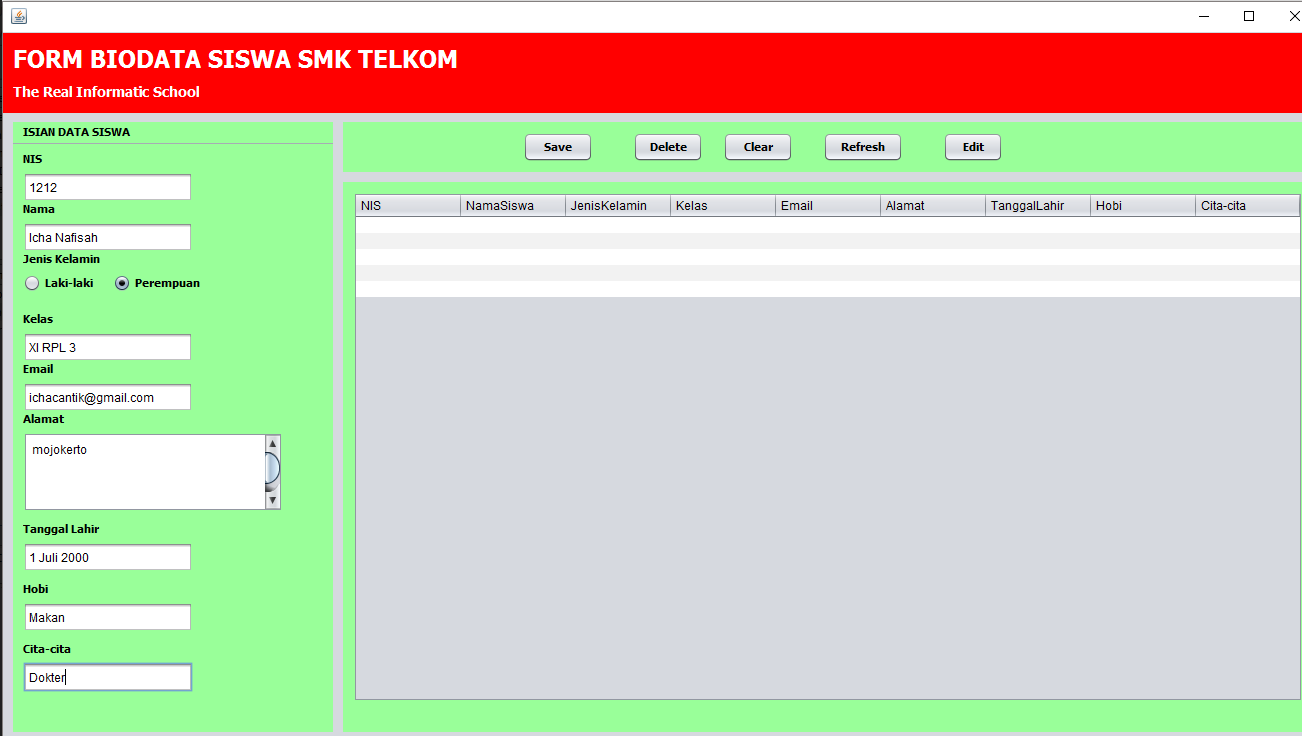 FORM BIODATA SISWA SMK TELKOM
The Real Informatic School
ISIAN DATA SISWA
NIS
1212
Nama
Icha Nafisah
Jenis Kelamin
Laki-laki Perempuan
Kelas
XI RPL 3
Email
ichacantik@gmail.com
Alamat
mojokerto
Tanggal Lahir
1 Juli 2000
Hobi
Makan
Cita-cita
Dokter
Save Delete Clear Refresh Edit
NIS NamaSiswa JenisKelamin Kelas Email Alamat TanggalLahir Hobi Cita-cita